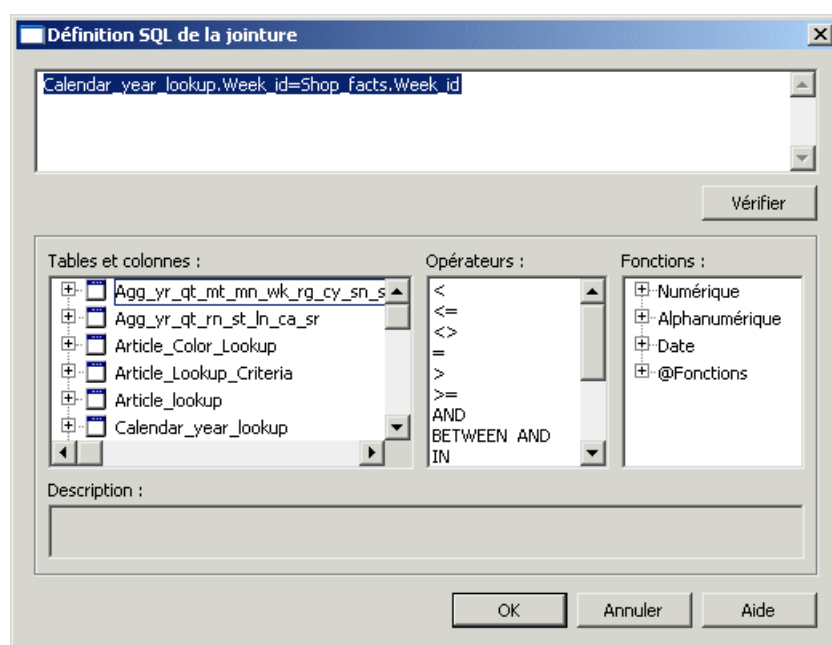 Définition SQL de la jointure
Calendar_year_lookup.Week_id=Shop_facts.Week_id
Vérifier
Tables et colonnes :
Agg_yr_qt_mt_mn_wk_rg_cy_sn_s
Agg_yr_qt_rn_st_ln_ca_sr
Article_Color_Lookup
Article_Lookup_Criteria
Article_lookup
Calendar_year_lookup
Opérateurs :
<
<=
<>
=
>
>=
AND
BETWEEN AND
IN
Fonctions :
Numérique
Alphanumérique
Date
@Fonctions
Description :
OK
Annuler
Aide